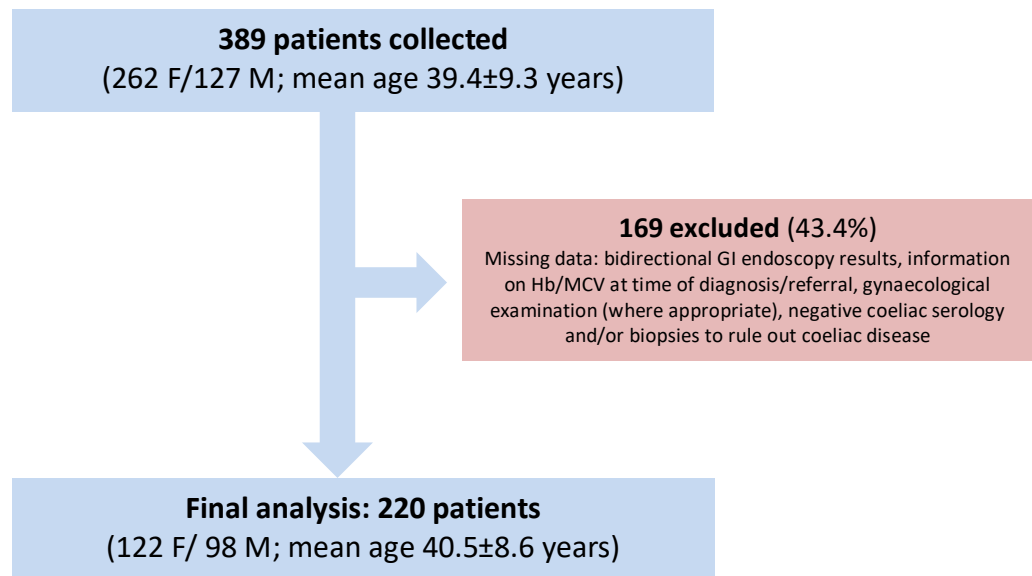 389 patients collected
(262 F/127 M; mean age 39.4±9.3 years)
169 excluded (43.4%)
Missing data: bidirectional GI endoscopy results, information
on Hb/MCV at time of diagnosis/referral, gynaecological
examination (where appropriate), negative coeliac serology
and/or biopsies to rule out coeliac disease
Final analysis: 220 patients
(122 F/ 98 M; mean age 40.5±8.6 years)